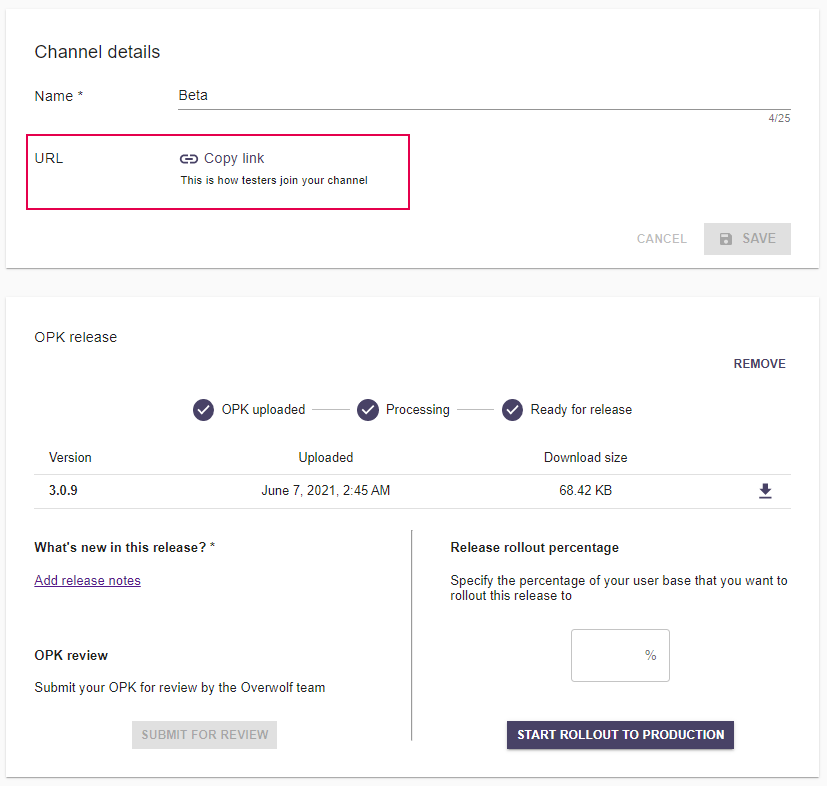 Channel details
Name *
Beta
4/25
URL
Copy link
This is how testers join your channel
CANCEL
SAVE
OPK release
REMOVE
OPK uploaded
Processing
Ready for release
Version Uploaded Download size
3.0.9 June 7, 2021, 2:45 AM 68.42 KB
What's new in this release? *
Add release notes
OPK review
Submit your OPK for review by the Overwolf team
SUBMIT FOR REVIEW
Release rollout percentage
Specify the percentage of your user base that you want to
rollout this release to
%
START ROLLOUT TO PRODUCTION